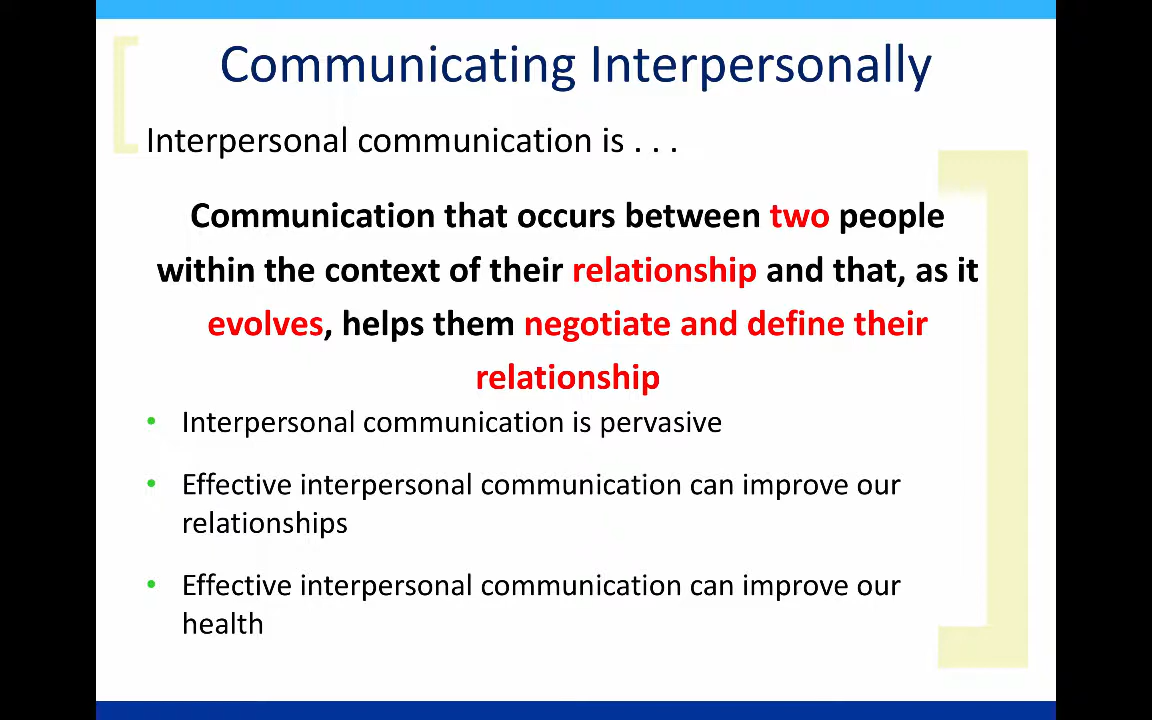 Communicating Interpersonally
Interpersonal communication is . . .
Communication that occurs between two people
within the context of their relationship and that, as it
evolves, helps them negotiate and define their
relationship
• Interpersonal communication is pervasive
• Effective interpersonal communication can improve our
relationships
• Effective interpersonal communication can improve our
health